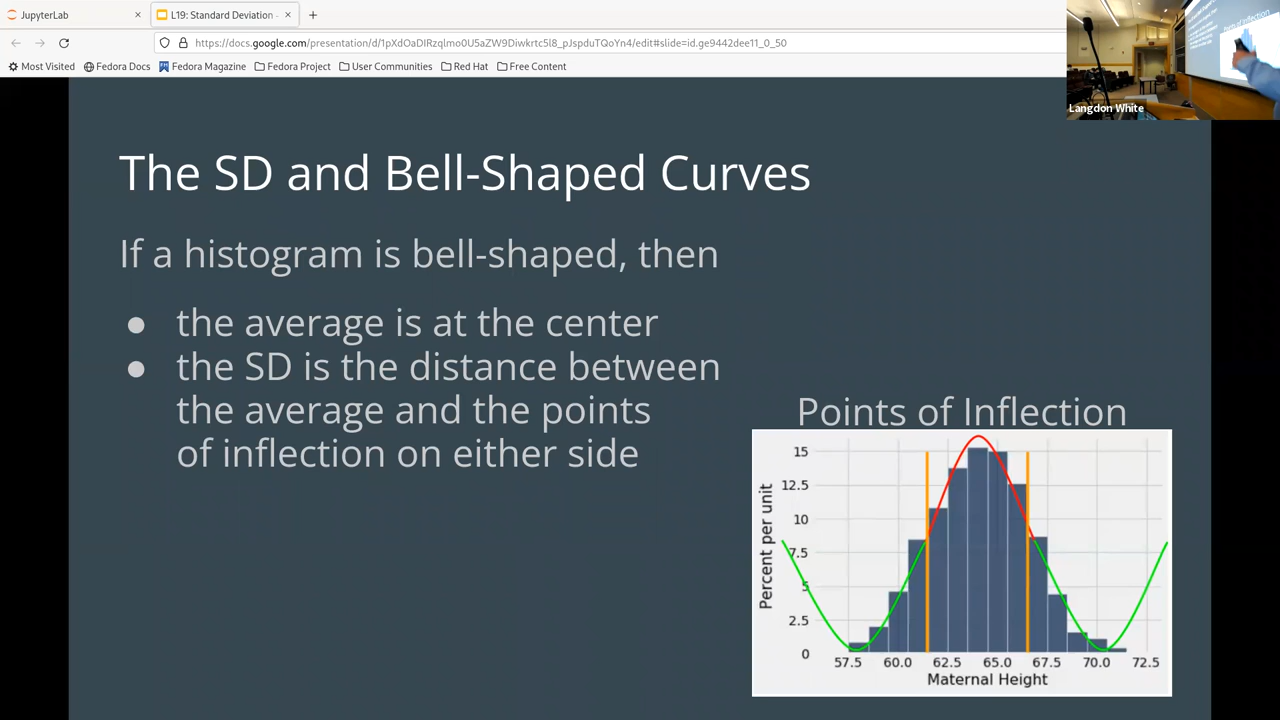 JupyterLab
L19: Standard Deviation -
https://docs.google.com/presentation/d/1pXdOaDIRzqlmo0U5aZW9Diwkrtc5l8_pJspduTQoYn4/edit#slide=id.ge9442dee11_0_50
Most Visited Fedora Docs Fedora Magazine Fedora Project User Communities Red Hat Free Content
Langdon White
The SD and Bell-Shaped Curves
If a histogram is bell-shaped, then
● the average is at the center
● the SD is the distance between
the average and the points
of inflection on either side
Points of Inflection
Percent per unit
15
12.5
10
7.5
5
2.5
0
57.5 60.0 62.5 65.0 67.5 70.0 72.5
Maternal Height